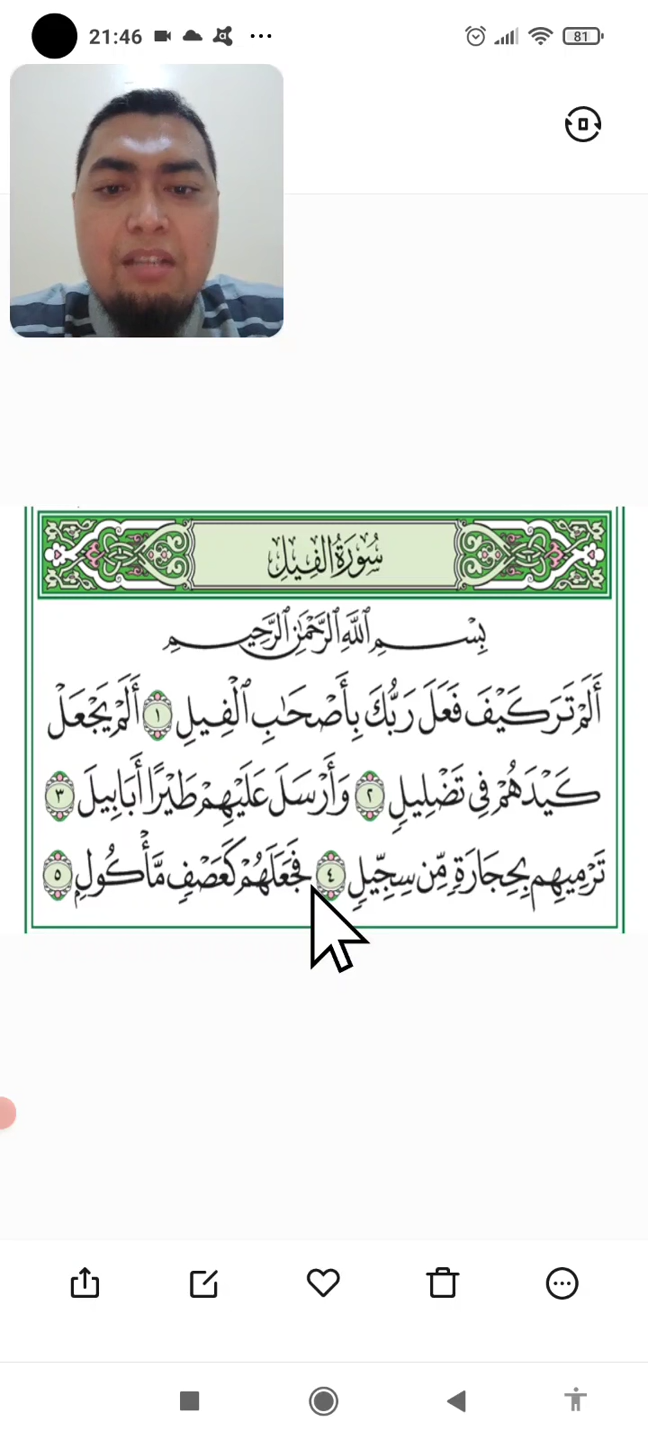 21:46
81
سُورَةُ الْفِيلِ
بِسْمِ ٱللَّهِ ٱلرَّحْمَٰنِ ٱلرَّحِيمِ
أَلَمْ تَرَ كَيْفَ فَعَلَ رَبُّكَ بِأَصْحَٰبِ ٱلْفِيلِ ١ أَلَمْ يَجْعَلْ
كَيْدَهُمْ فِى تَضْلِيلٍ ٢ وَأَرْسَلَ عَلَيْهِمْ طَيْرًا أَبَابِيلَ ٣
تَرْمِيهِم بِحِجَارَةٍ مِّن سِجِّيلٍ ٤ فَجَعَلَهُمْ كَعَصْفٍ مَّأْكُولٍ ٥